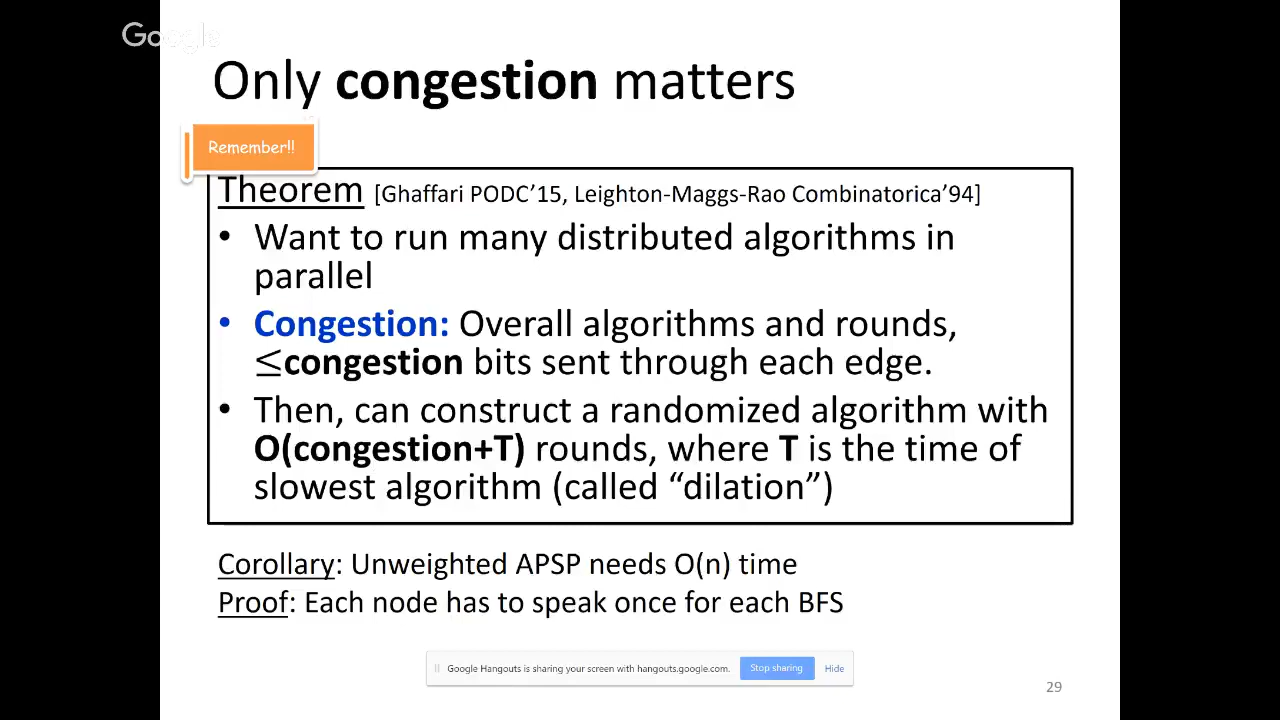 Google
Only congestion matters
Remember!!
Theorem [Ghaffari PODC’15, Leighton-Maggs-Rao Combinatorica’94]
• Want to run many distributed algorithms in
parallel
• Congestion: Overall algorithms and rounds,
≤congestion bits sent through each edge.
• Then, can construct a randomized algorithm with
O(congestion+T) rounds, where T is the time of
slowest algorithm (called “dilation”)
Corollary: Unweighted APSP needs O(n) time
Proof: Each node has to speak once for each BFS
Google Hangouts is sharing your screen with hangouts.google.com. Stop sharing Hide
29